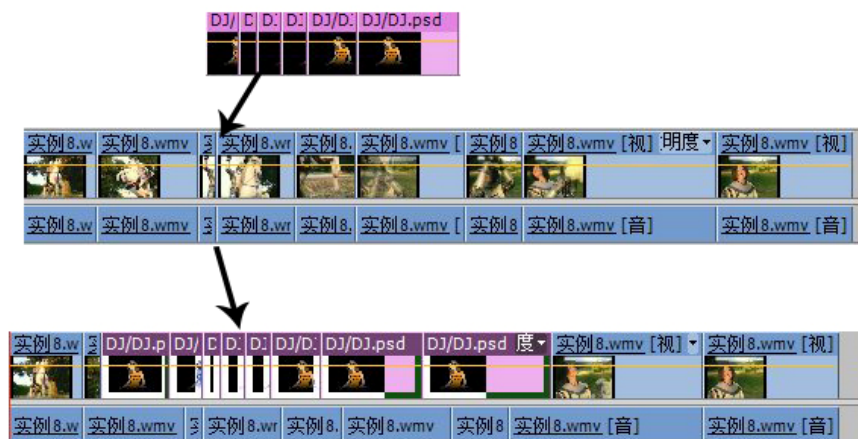 DJ/ D D. D. DJ/D. DJ/DJ.psd
实例8.w 实例8.wmv 实 实例8.wr 实例8. 实例8.wmv [ 实例8 实例8.wmv [视] :明度
实例8.wmv [视]
实例8.w 实例8.wmv 实 实例8.wr 实例8. 实例8.wmv [ 实例8 实例8.wmv [音] 实例8.wmv [音]
实例8.w 实 DJ/DJ.p DJ/ D D. DJ DJ/D: DJ/DJ.psd DJ/DJ.psd 度 实例8.wmv [视] 实例8.wmv [视]
实例8.w 实例8.wmv 实 实例8.wr 实例8. 实例8.wmv 实例8 实例8.wmv [音] 实例8.wmv [音]